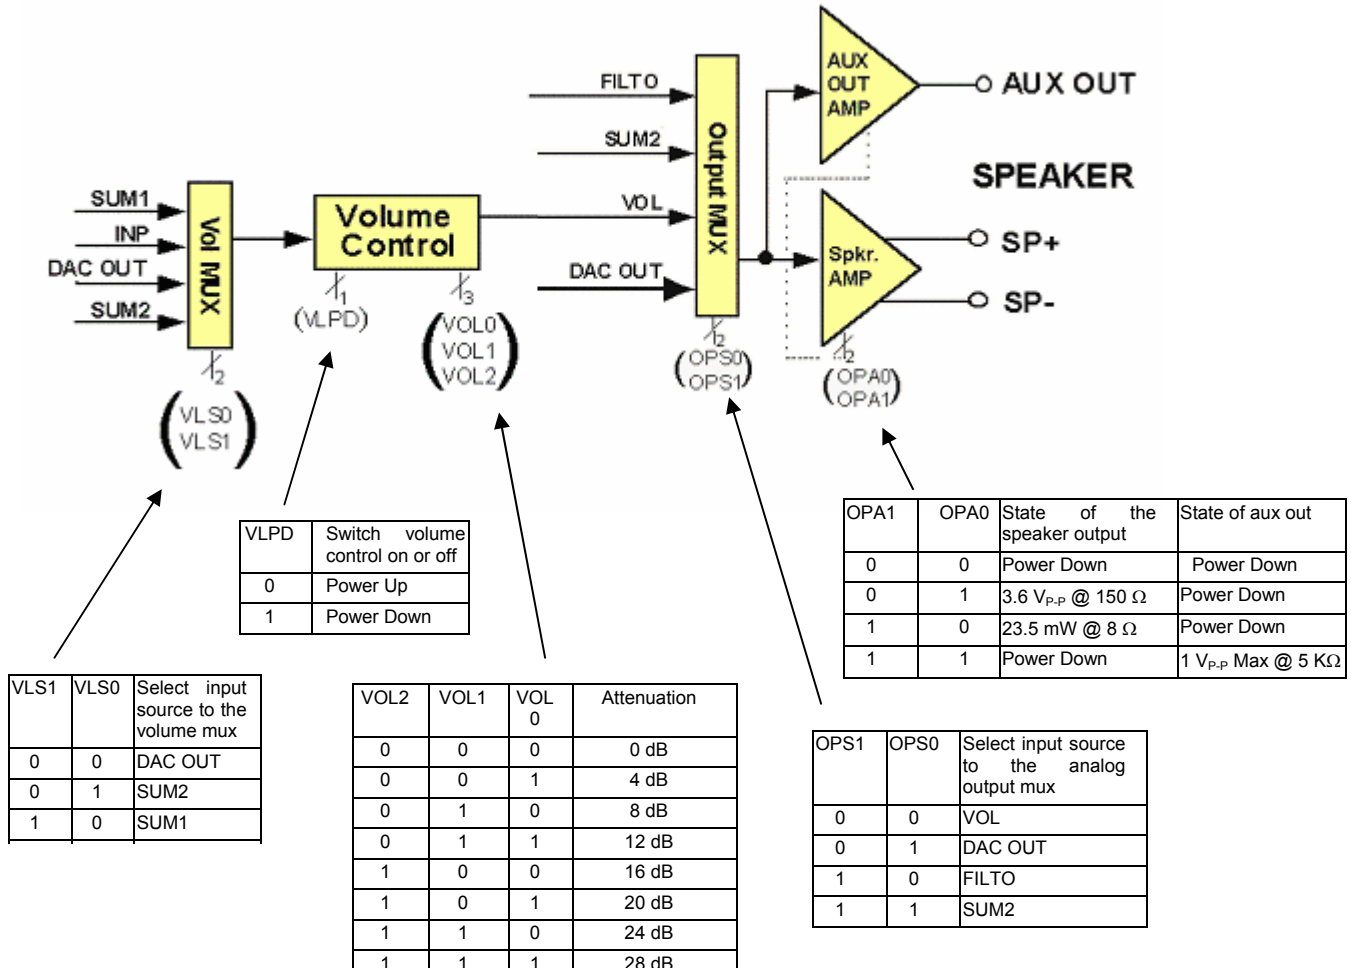 AUX
OUT
AMP
AUX OUT
FILTO
SUM2
VOL
DAC OUT
Output MUX
SPEAKER
Spkr.
AMP
SP+
SP-
SUM1
INP
DAC OUT
SUM2
Vol MUX
Volume
Control
1
(VLPD)
3
(VOL0
VOL1
VOL2)
2
(VLS0
VLS1)
2
(OPS0
OPS1)
2
(OPA0
OPA1)
VLPD Switch volume
control on or off
0 Power Up
1 Power Down
OPA1 OPA0 State of the State of aux out
speaker output
0 0 Power Down Power Down
0 1 3.6 VP-P @ 150 Ω Power Down
1 0 23.5 mW @ 8 Ω Power Down
1 1 Power Down 1 VP-P Max @ 5 KΩ
VLS1 VLS0 Select input
source to the
volume mux
0 0 DAC OUT
0 1 SUM2
1 0 SUM1
VOL2 VOL1 VOL Attenuation
0
0 0 0 0 dB
0 0 1 4 dB
0 1 0 8 dB
0 1 1 12 dB
1 0 0 16 dB
1 0 1 20 dB
1 1 0 24 dB
1 1 1 28 dB
OPS1 OPS0 Select input source
to the analog
output mux
0 0 VOL
0 1 DAC OUT
1 0 FILTO
1 1 SUM2